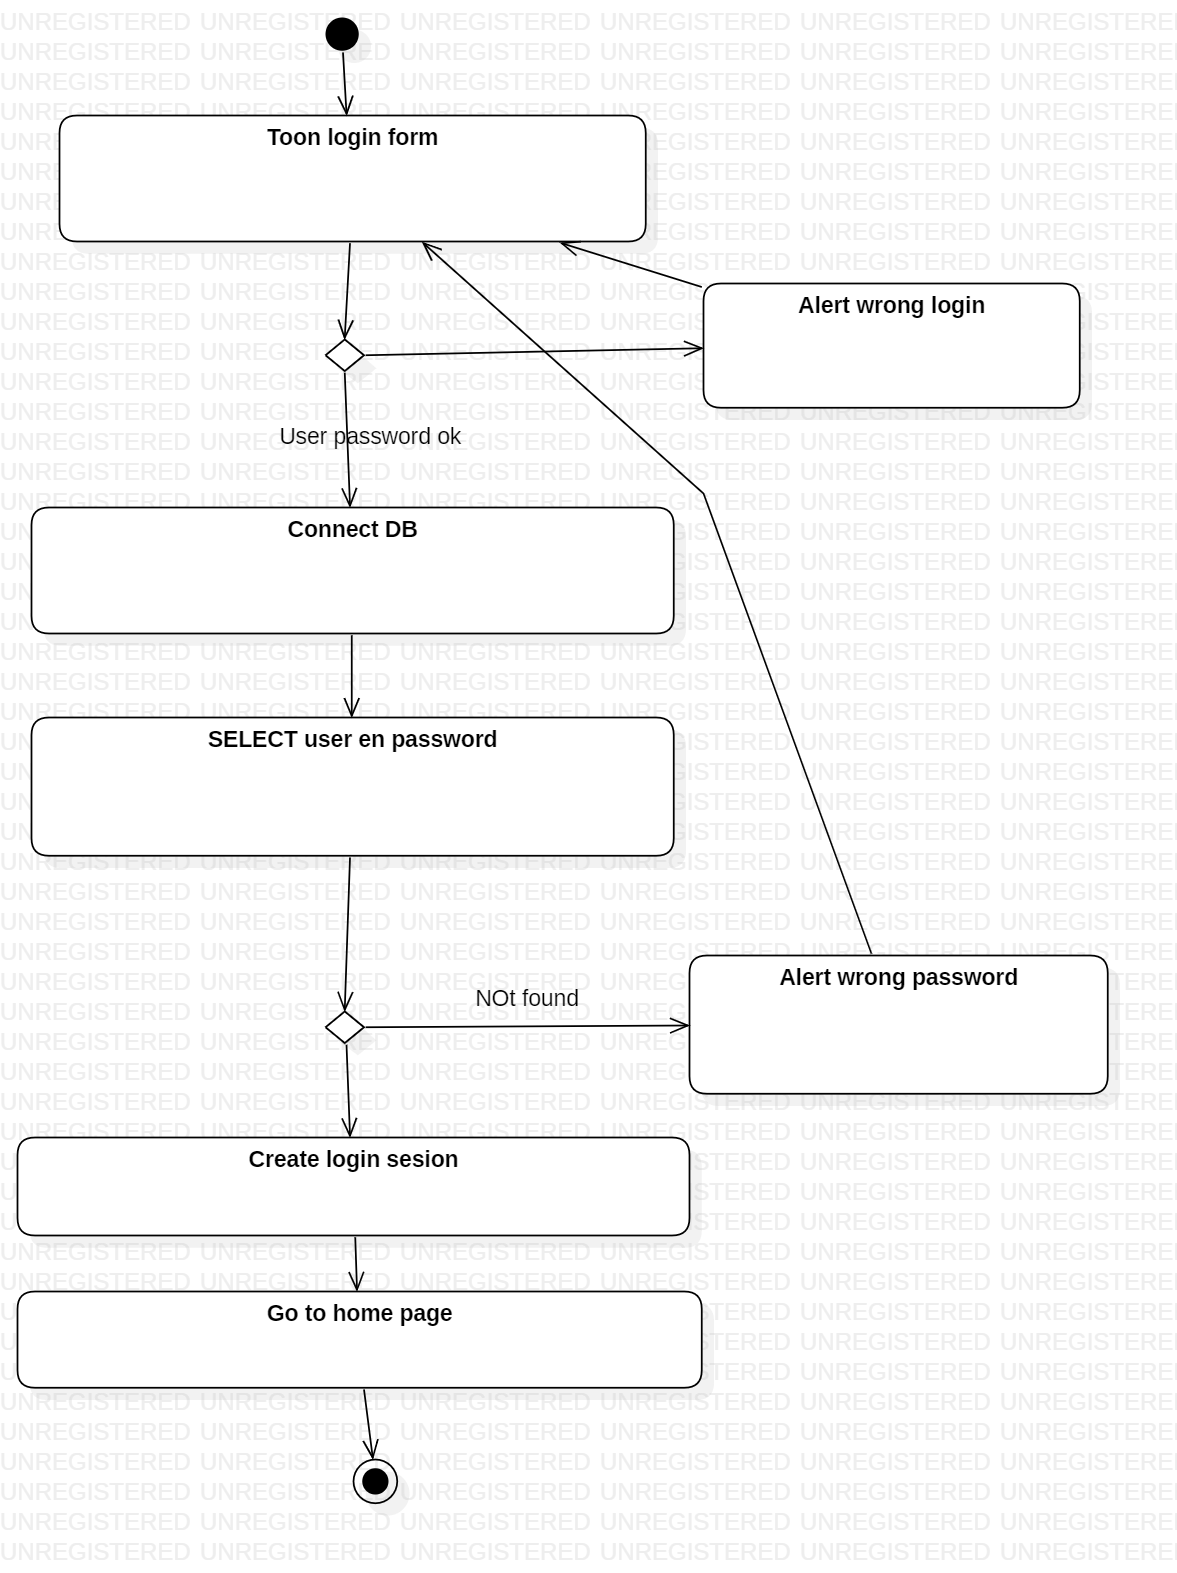 Toon login form
Alert wrong login
User password ok
Connect DB
SELECT user en password
NOt found
Alert wrong password
Create login sesion
Go to home page
UNREGISTERED